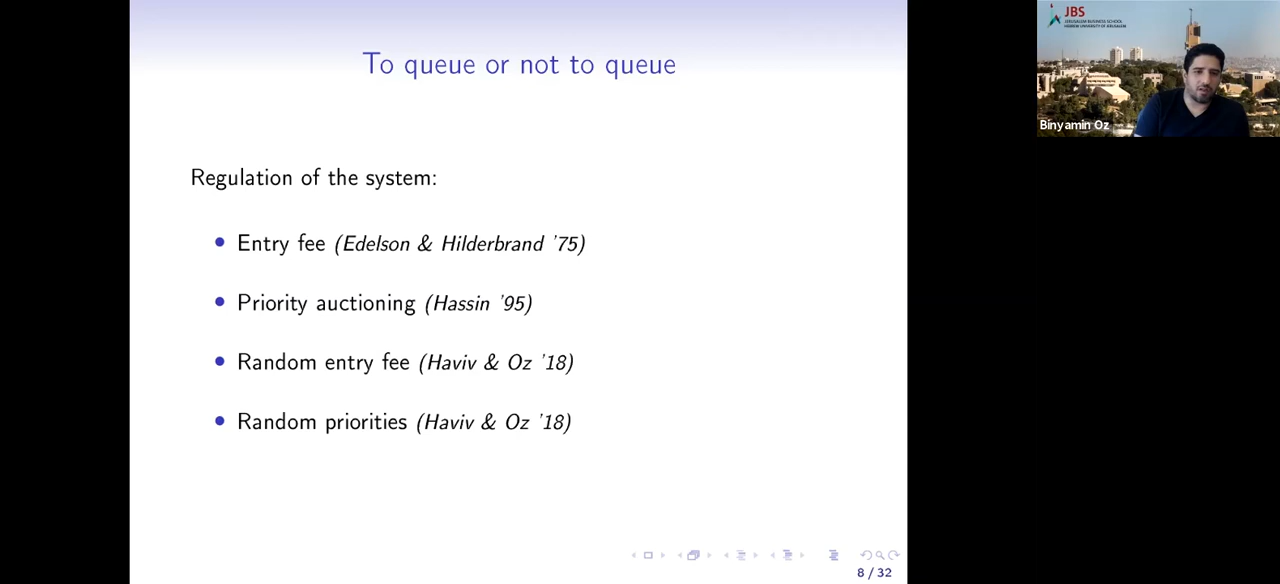 To queue or not to queue
Regulation of the system:
• Entry fee (Edelson & Hilderbrand '75)
• Priority auctioning (Hassin '95)
• Random entry fee (Haviv & Oz '18)
• Random priorities (Haviv & Oz '18)
8 / 32
JBS
JERUSALEM BUSINESS SCHOOL
HEBREW UNIVERSITY OF JERUSALEM
Binyamin Oz